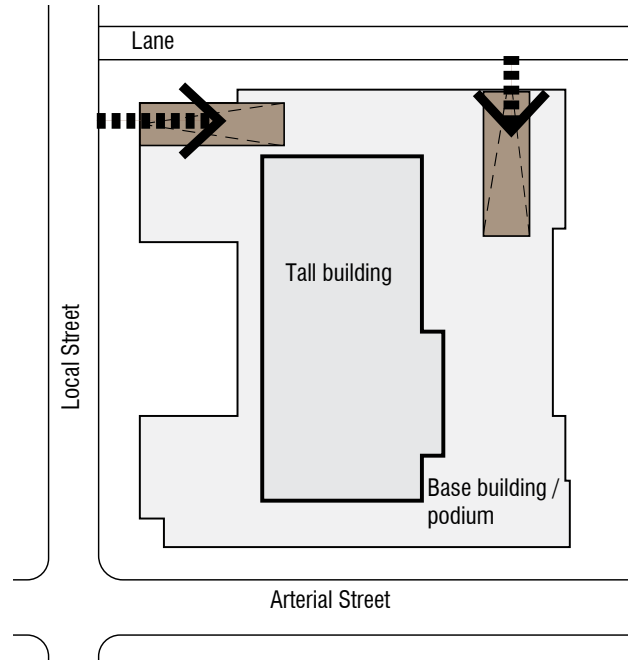 Lane
Tall building
Local Street
Base building /
podium
Arterial Street